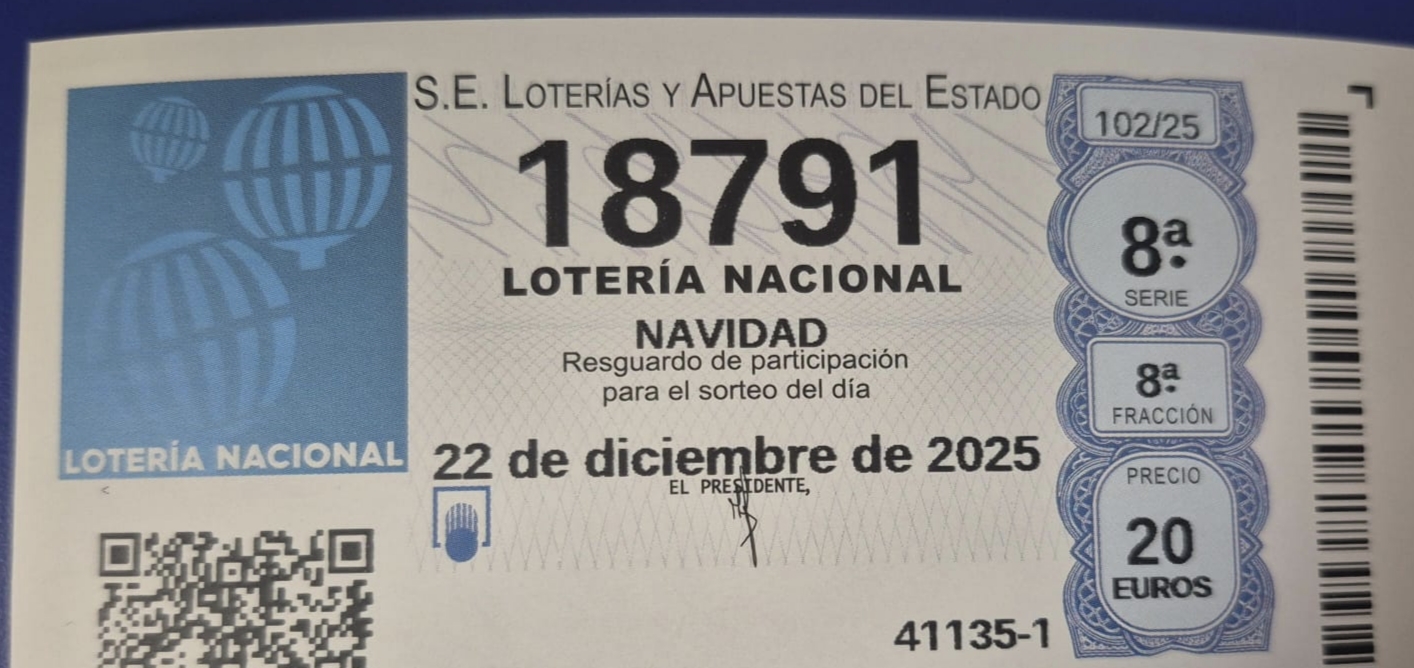 S.E. LOTERÍAS Y APUESTAS DEL ESTADO
18791
LOTERÍA NACIONAL
NAVIDAD
Resguardo de participación
para el sorteo del día
22 de diciembre de 2025
EL PRESIDENTE,
41135-1
LOTERÍA NACIONAL
102/25
8ª
SERIE
8ª
FRACCIÓN
PRECIO
20
EUROS